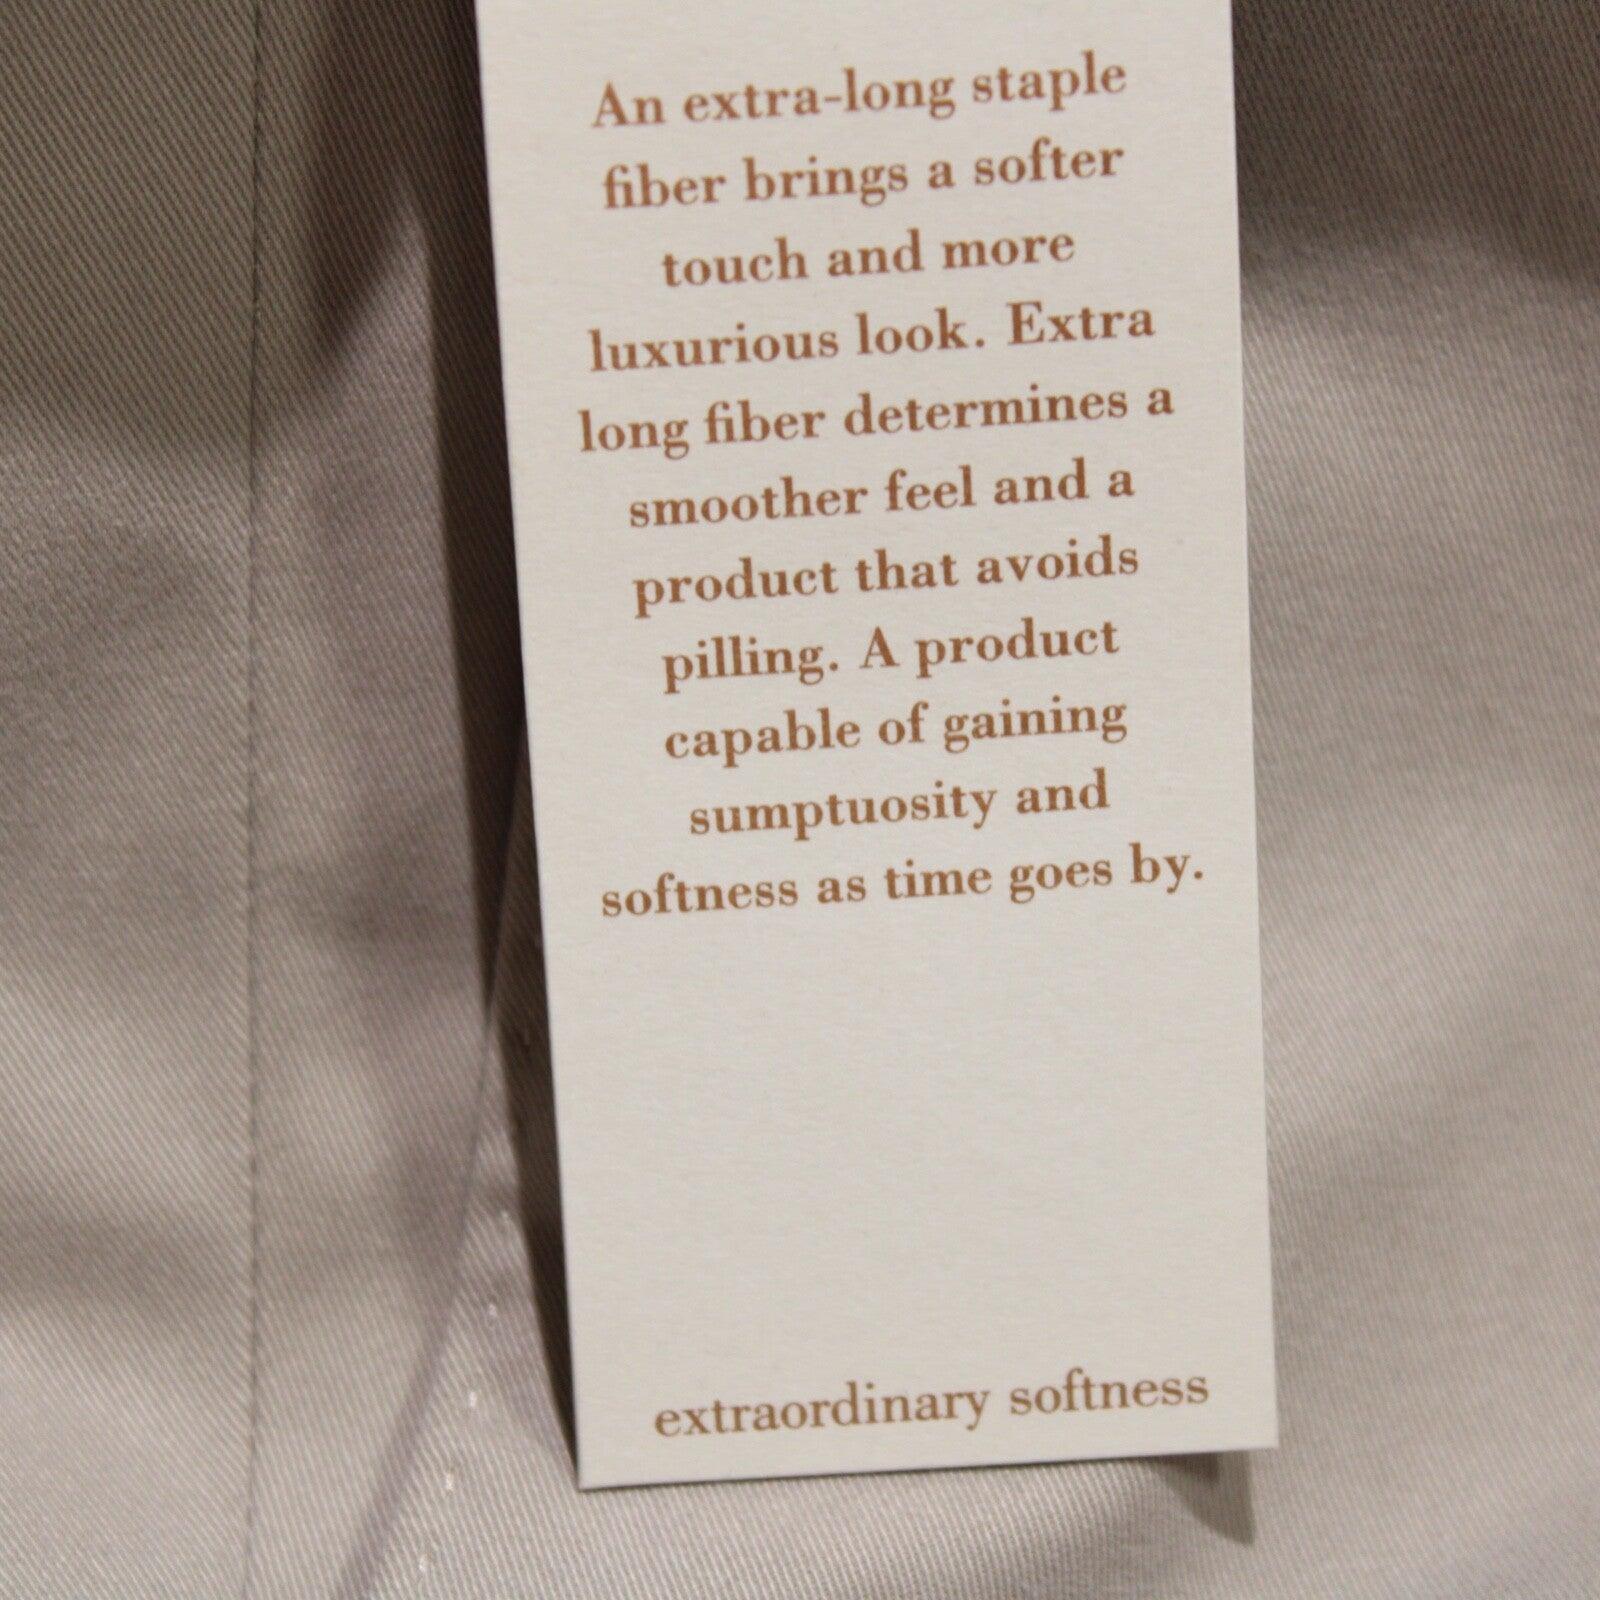 An extra-long staple
fiber brings a softer
touch and more
luxurious look. Extra
long fiber determines a
smoother feel and a
product that avoids
pilling. A product
capable of gaining
sumptuosity and
softness as time goes by.
extraordinary softness